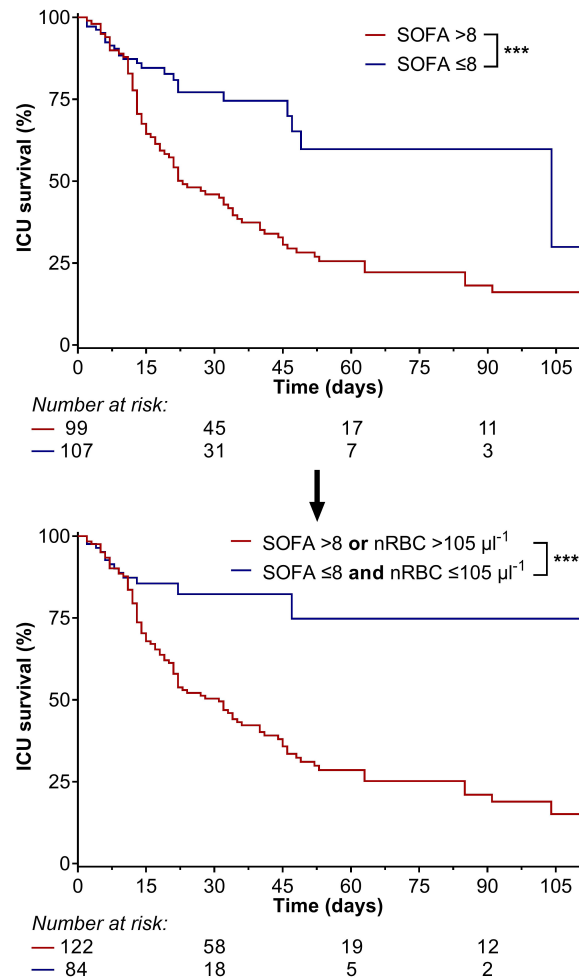 100
75
50
25
0
ICU survival (%)
SOFA >8
SOFA ≤8
***
0 15 30 45 60 75 90 105
Time (days)
Number at risk:
99 45 17 11
107 31 7 3
100
75
50
25
0
ICU survival (%)
SOFA >8 or nRBC >105 µl⁻¹
SOFA ≤8 and nRBC ≤105 µl⁻¹
***
0 15 30 45 60 75 90 105
Time (days)
Number at risk:
122 58 19 12
84 18 5 2